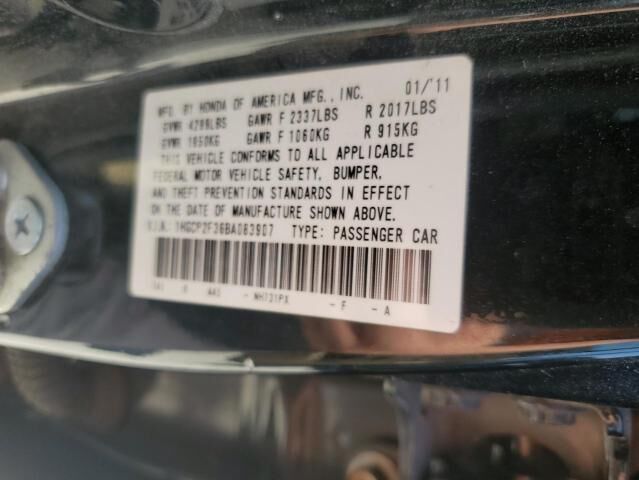 MFD. BY HONDA OF AMERICA MFG., INC. 01/'11
GVWR 4288LBS GAWR F 2337LBS R 2017LBS
GVWR 1950KG GAWR F 1060KG R 915KG
THIS VEHICLE CONFORMS TO ALL APPLICABLE
FEDERAL MOTOR VEHICLE SAFETY, BUMPER,
AND THEFT PREVENTION STANDARDS IN EFFECT
ON THE DATE OF MANUFACTURE SHOWN ABOVE.
V.I.N.: 1HGCP2F36BA083907 TYPE: PASSENGER CAR
NH731PX - F - A